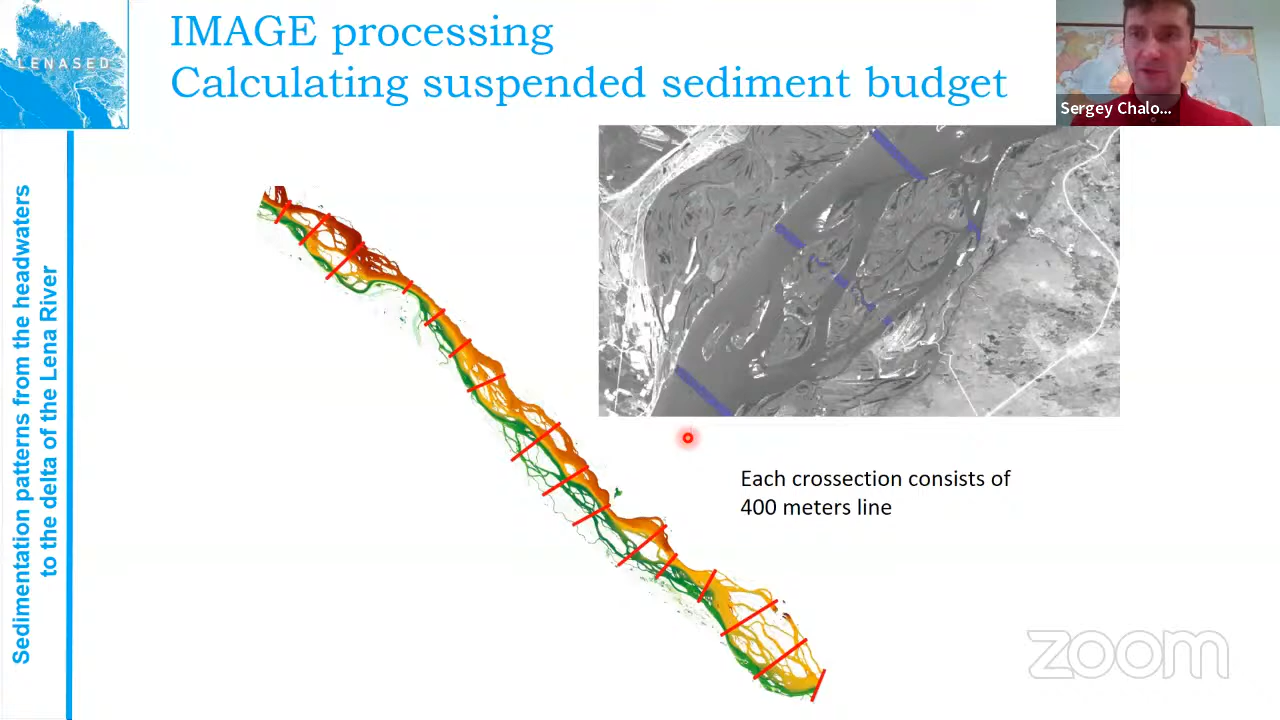 IMAGE processing
Calculating suspended sediment budget
LENASED
Sergey Chalo...
Sedimentation patterns from the headwaters
to the delta of the Lena River
Each crossection consists of
400 meters line
zoom